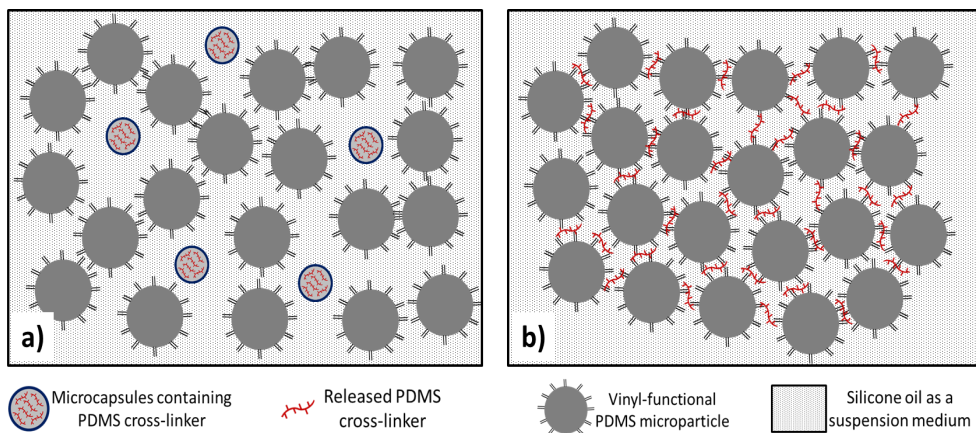 a)
b)
Microcapsules containing
PDMS cross-linker
Released PDMS
cross-linker
Vinyl-functional
PDMS microparticle
Silicone oil as a
suspension medium